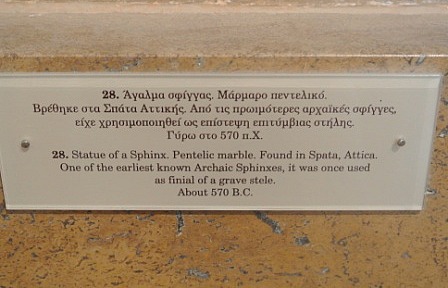 28. Άγαλμα σφίγγας. Μάρμαρο πεντελικό.
Βρέθηκε στα Σπάτα Αττικής. Από τις πρωιμότερες αρχαϊκές σφίγγες,
είχε χρησιμοποιηθεί ως επίστεψη επιτύμβιας στήλης.
Γύρω στο 570 π.Χ.
28. Statue of a Sphinx. Pentelic marble. Found in Spata, Attica.
One of the earliest known Archaic Sphinxes, it was once used
as finial of a grave stele.
About 570 B.C.